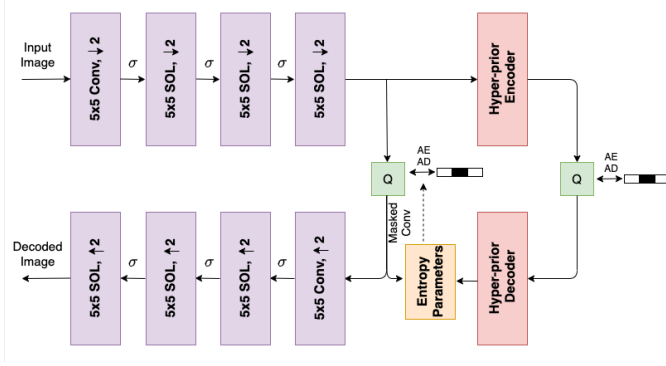 Input
Image
5x5 Conv, ↓2
σ
5x5 SOL, ↓2
σ
5x5 SOL, ↓2
σ
5x5 SOL, ↓2
Hyper-prior
Encoder
Q
AE
AD
Q
AE
AD
Decoded
Image
5x5 SOL, ↑2
σ
5x5 SOL, ↑2
σ
5x5 SOL, ↑2
σ
5x5 Conv, ↑2
Masked
Conv
Entropy
Parameters
Hyper-prior
Decoder